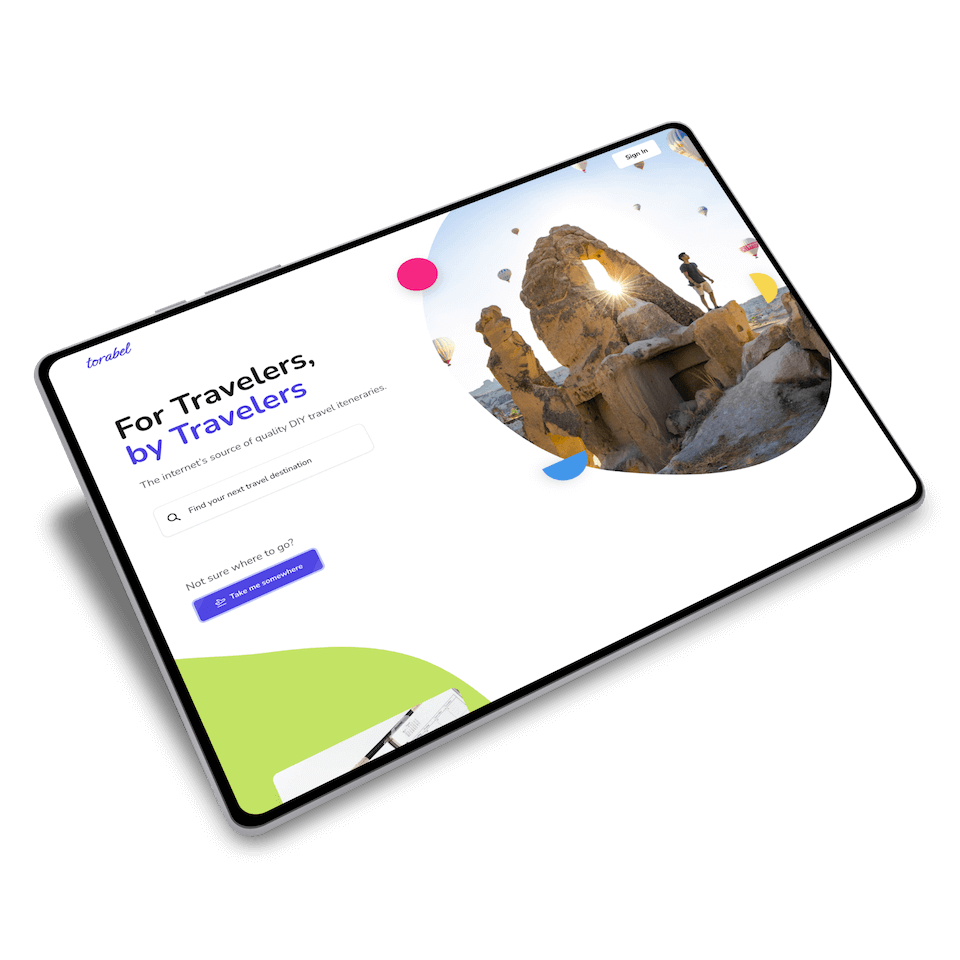 Sign In
torabel
For Travelers,
by Travelers
The internet's source of quality DIY travel iteneraries.
Find your next travel destination
Not sure where to go?
Take me somewhere